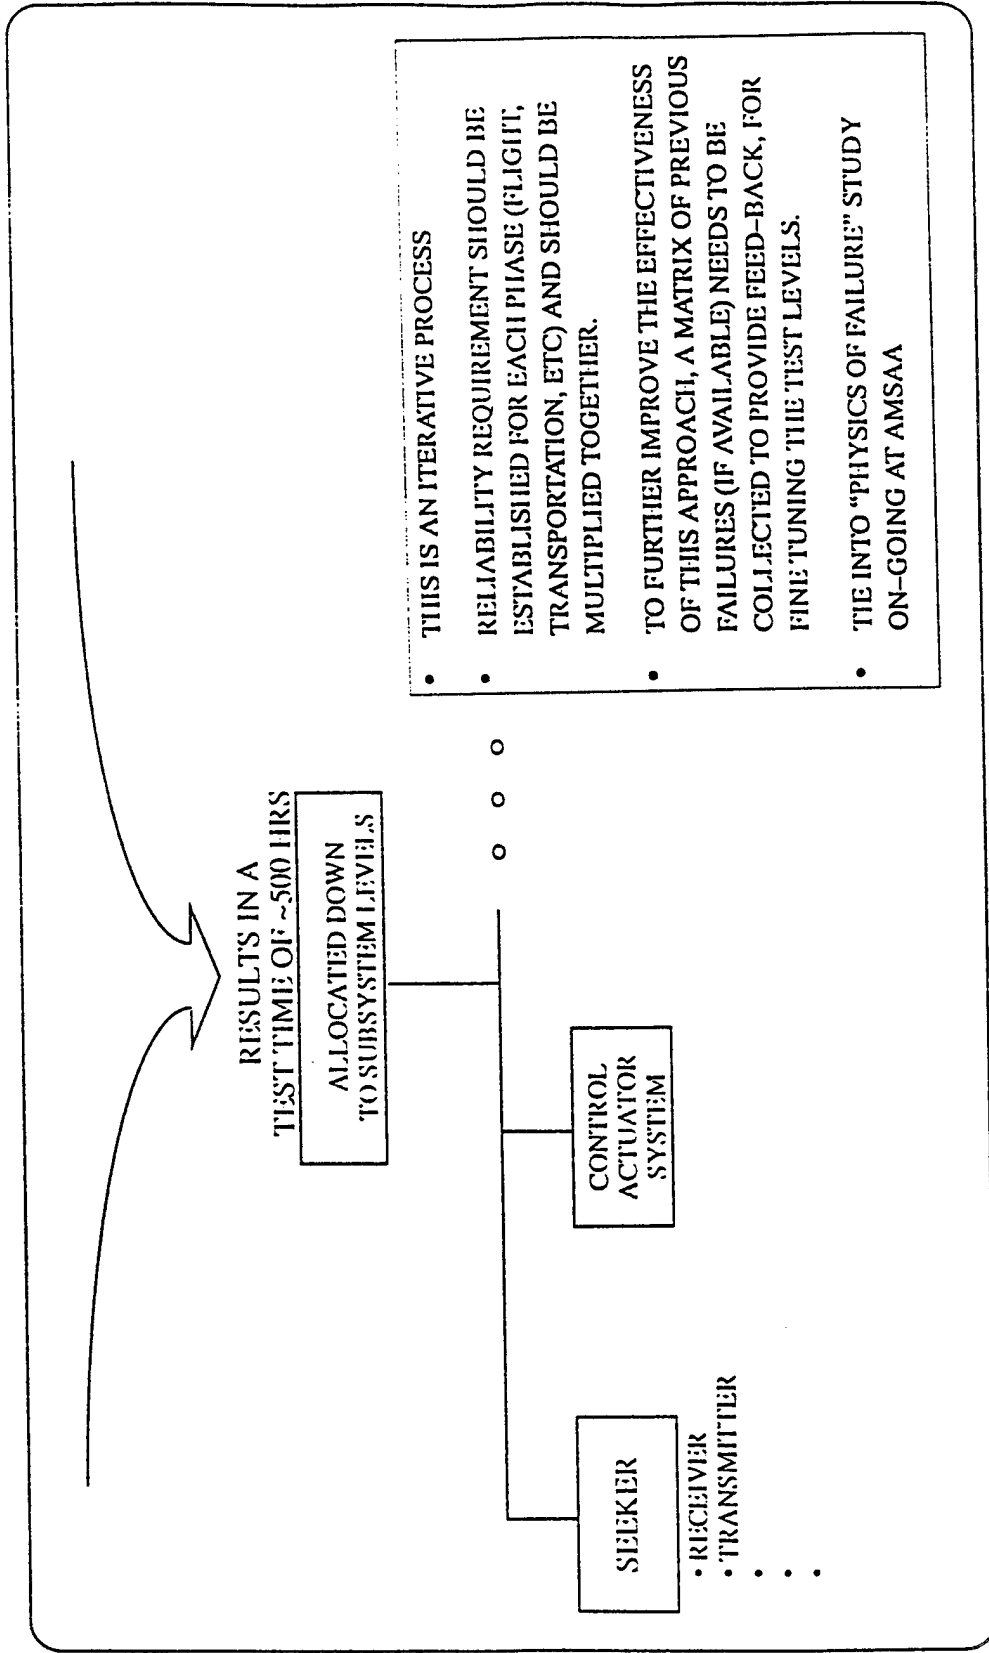 RESULTS IN A
TEST TIME OF ~500 HRS
ALLOCATED DOWN
TO SUBSYSTEM LEVELS
SEEKER
• RECEIVER
• TRANSMITTER
•
•
•
CONTROL
ACTUATOR
SYSTEM
• THIS IS AN ITERATIVE PROCESS
• RELIABILITY REQUIREMENT SHOULD BE
ESTABLISHED FOR EACH PHASE (FLIGHT,
TRANSPORTATION, ETC) AND SHOULD BE
MULTIPLIED TOGETHER.
• TO FURTHER IMPROVE THE EFFECTIVENESS
OF THIS APPROACH, A MATRIX OF PREVIOUS
FAILURES (IF AVAILABLE) NEEDS TO BE
COLLECTED TO PROVIDE FEED-BACK, FOR
FINE TUNING THE TEST LEVELS.
• TIE INTO "PHYSICS OF FAILURE" STUDY
ON-GOING AT AMSAA